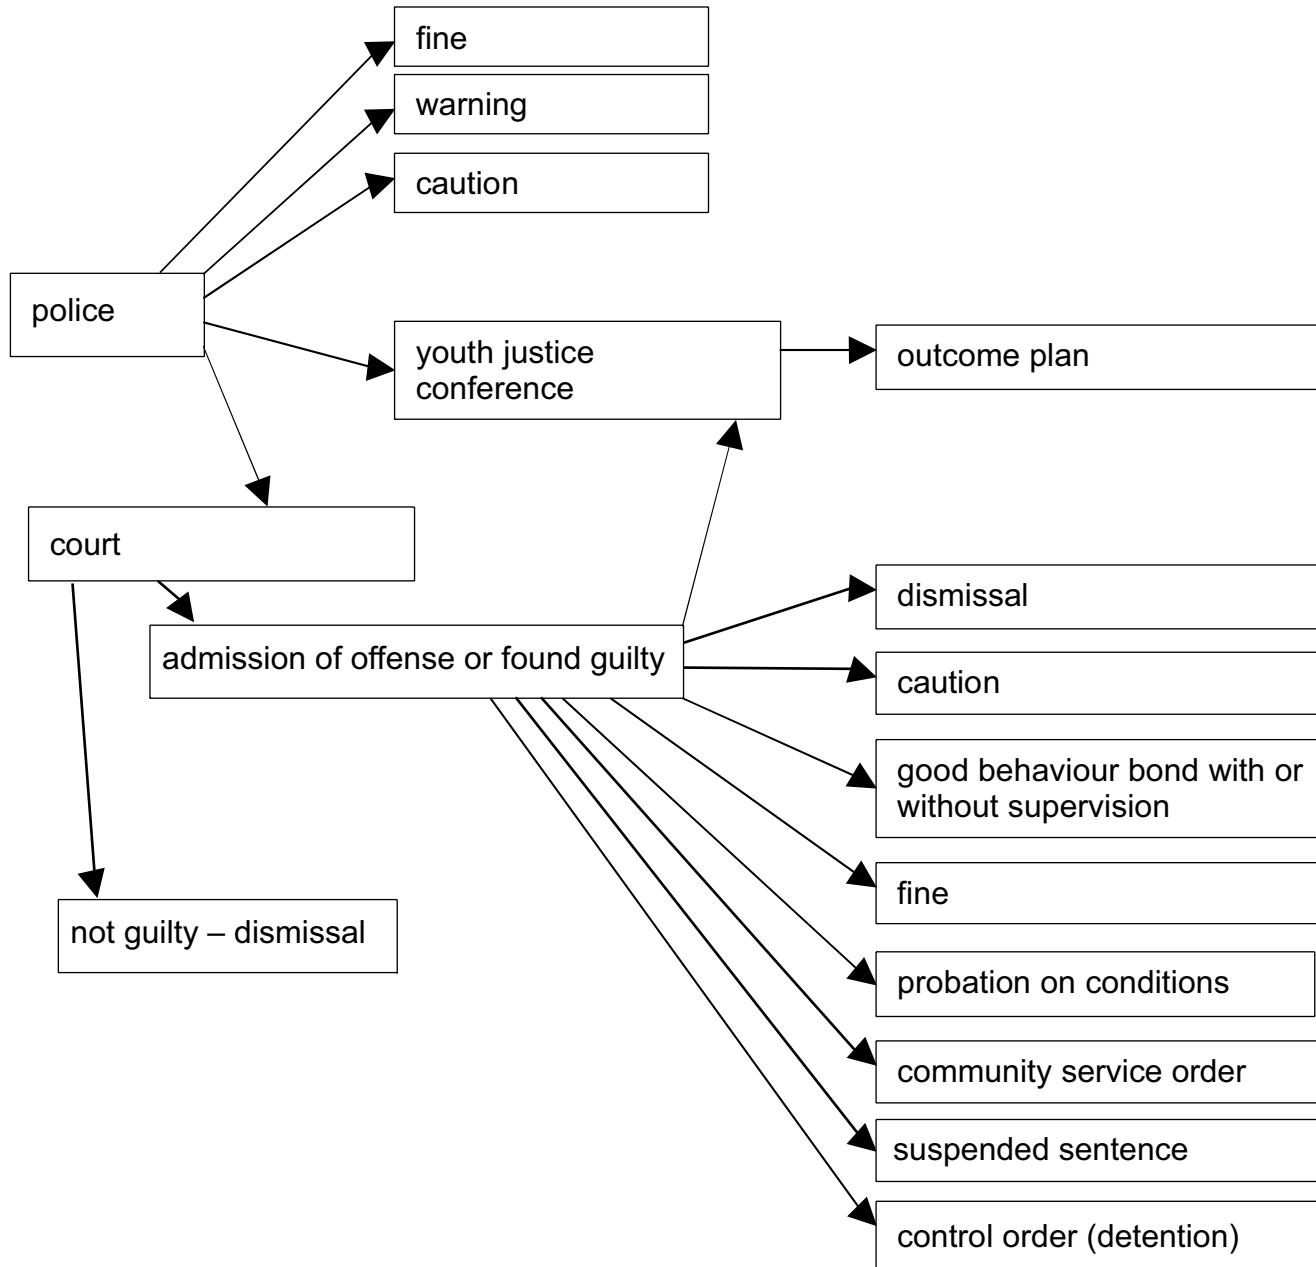 fine
warning
caution
police
youth justice
conference
outcome plan
court
dismissal
admission of offense or found guilty
caution
good behaviour bond with or
without supervision
fine
not guilty – dismissal
probation on conditions
community service order
suspended sentence
control order (detention)